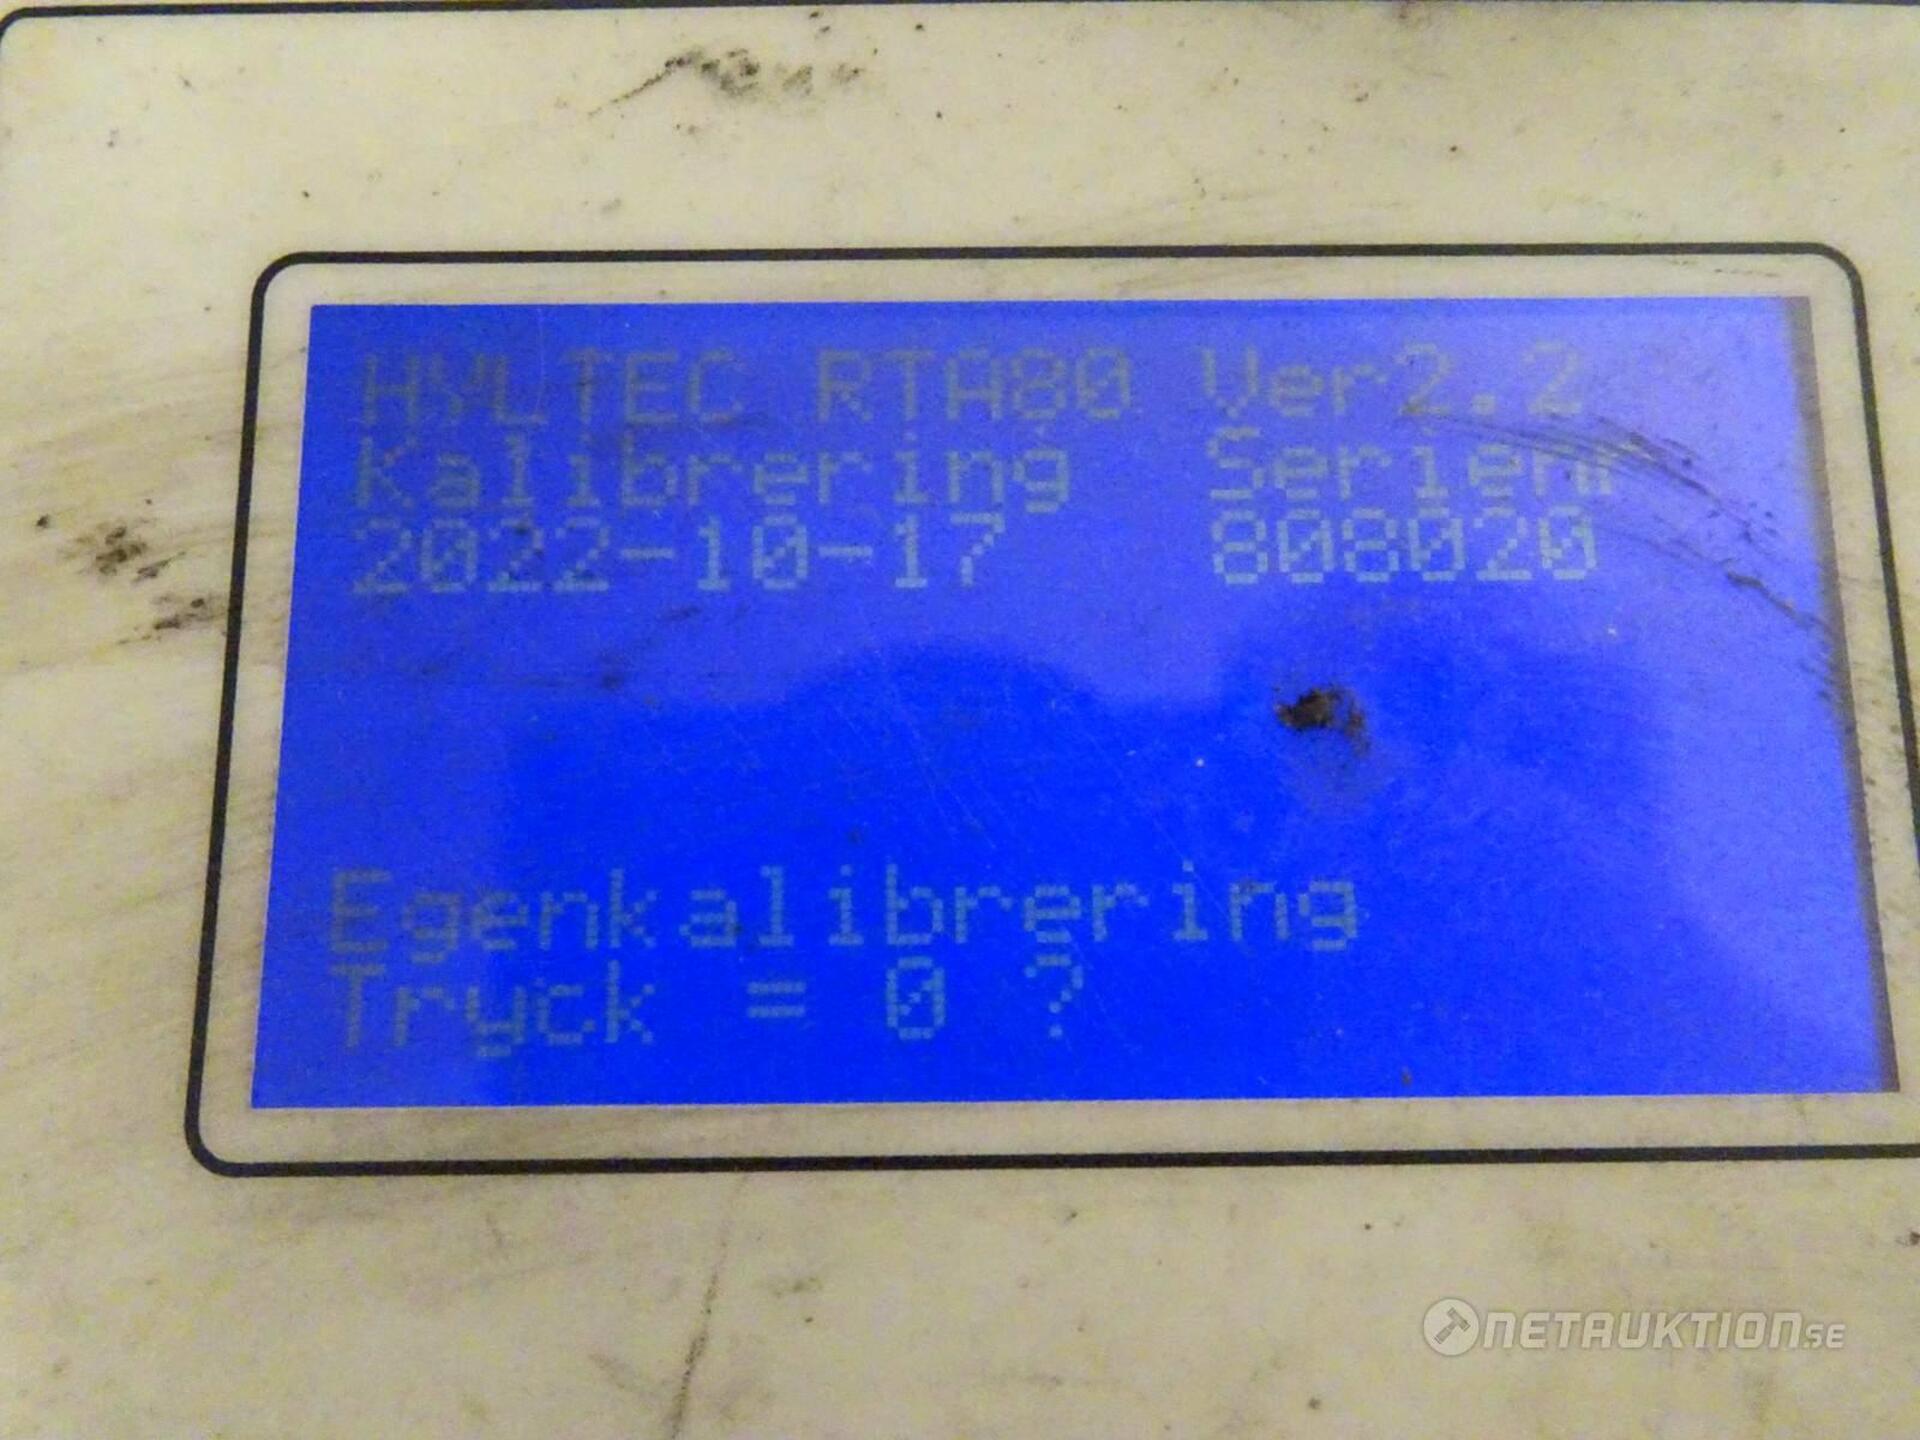 HYLTEC RTA80 Ver2.2
Kalibrering Serienr
2022-10-17 808020
Egenkalibrering
Tryck = 0 ?
NETAUKTION.SE